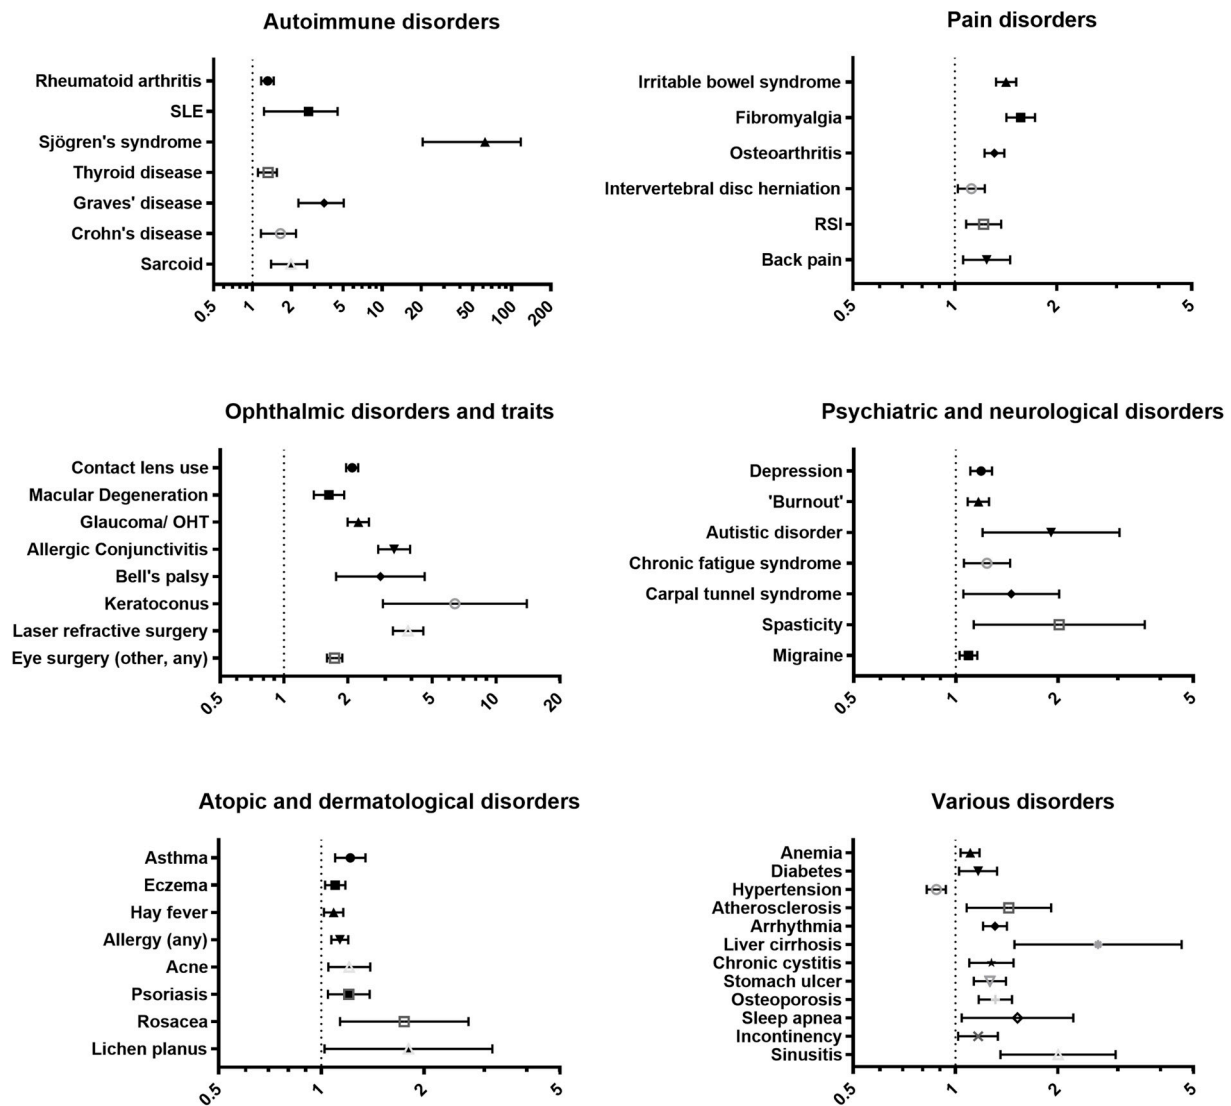 Autoimmune disorders
Rheumatoid arthritis
SLE
Sjögren's syndrome
Thyroid disease
Graves' disease
Crohn's disease
Sarcoid
0.5 1 2 5 10 20 50 100 200
Pain disorders
Irritable bowel syndrome
Fibromyalgia
Osteoarthritis
Intervertebral disc herniation
RSI
Back pain
0.5 1 2 5
Ophthalmic disorders and traits
Contact lens use
Macular Degeneration
Glaucoma/ OHT
Allergic Conjunctivitis
Bell's palsy
Keratoconus
Laser refractive surgery
Eye surgery (other, any)
0.5 1 2 5 10 20
Psychiatric and neurological disorders
Depression
'Burnout'
Autistic disorder
Chronic fatigue syndrome
Carpal tunnel syndrome
Spasticity
Migraine
0.5 1 2 5
Atopic and dermatological disorders
Asthma
Eczema
Hay fever
Allergy (any)
Acne
Psoriasis
Rosacea
Lichen planus
0.5 1 2 5
Various disorders
Anemia
Diabetes
Hypertension
Atherosclerosis
Arrhythmia
Liver cirrhosis
Chronic cystitis
Stomach ulcer
Osteoporosis
Sleep apnea
Incontinency
Sinusitis
0.5 1 2 5